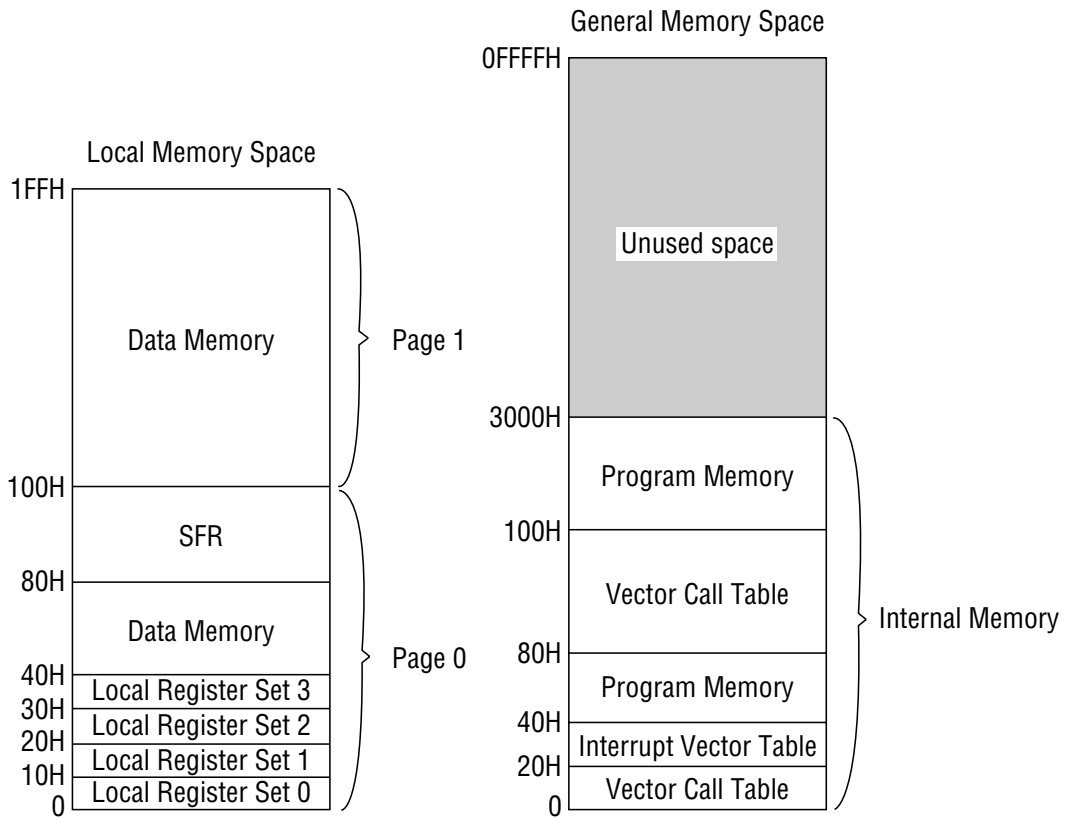 Local Memory Space
1FFH
Data Memory
Page 1
100H
SFR
80H
Data Memory
Page 0
40H
Local Register Set 3
30H
Local Register Set 2
20H
Local Register Set 1
10H
Local Register Set 0
0
General Memory Space
0FFFFH
Unused space
3000H
Program Memory
100H
Vector Call Table
Internal Memory
80H
Program Memory
40H
Interrupt Vector Table
20H
Vector Call Table
0